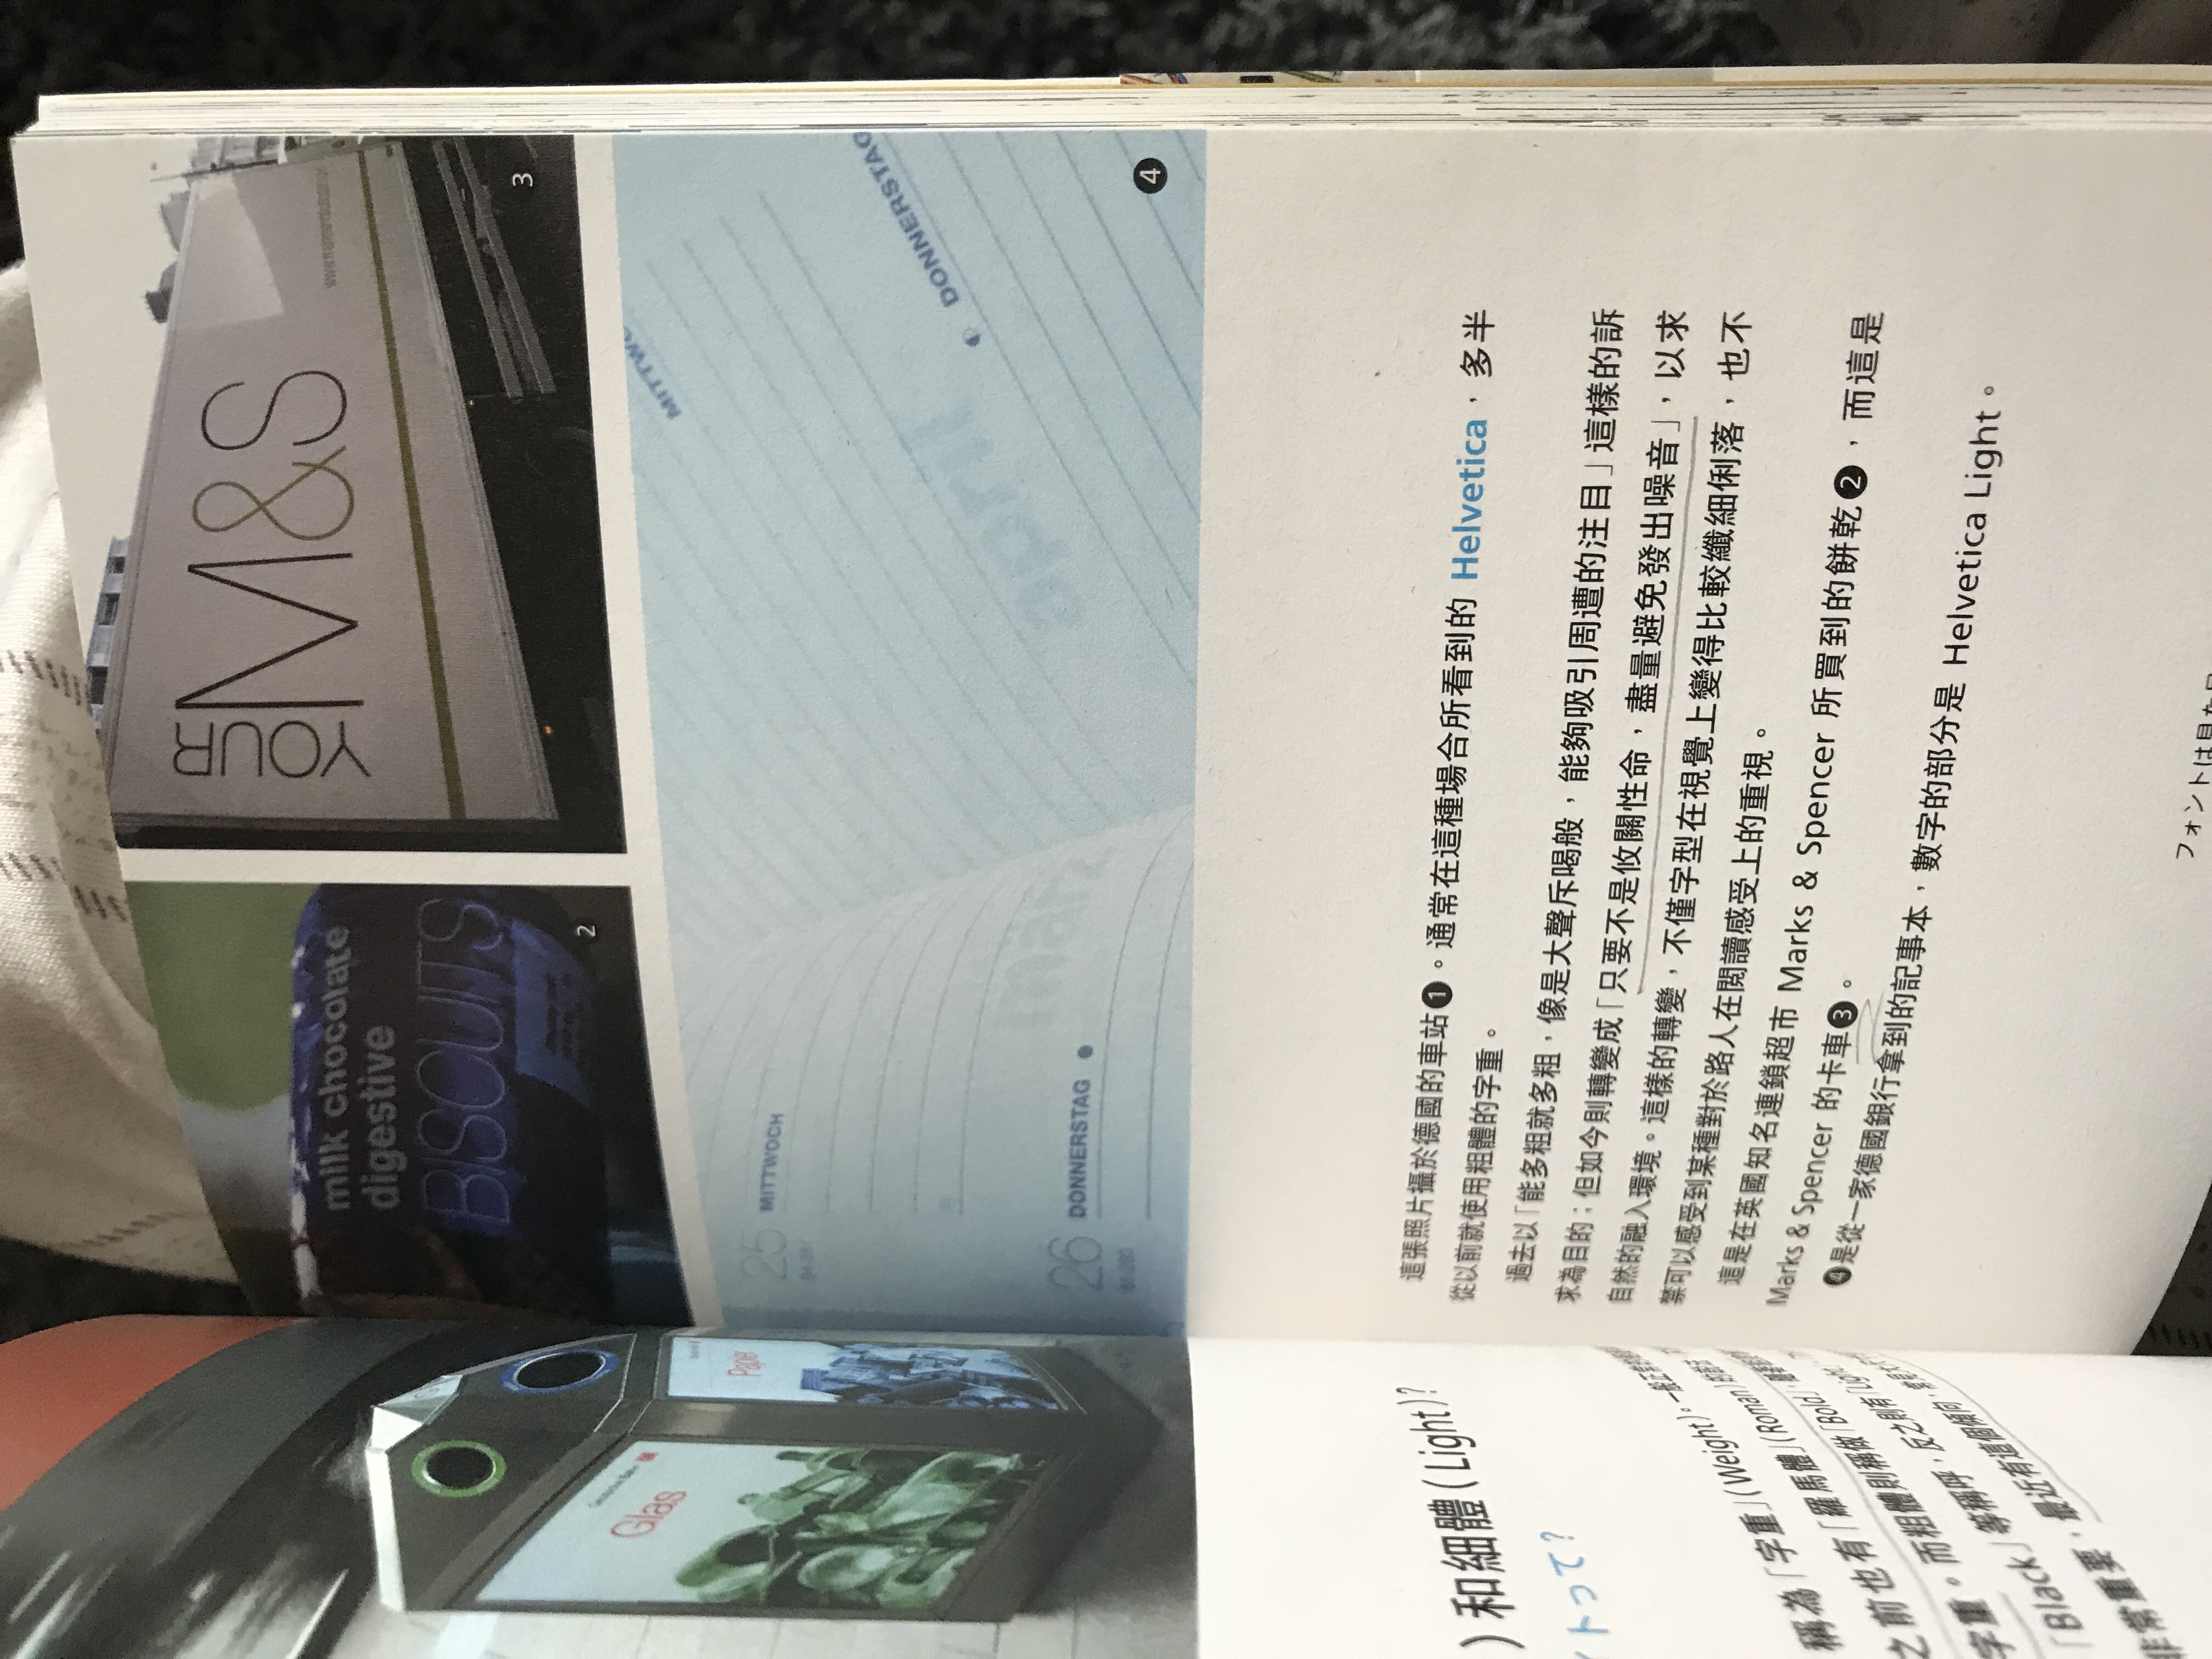 Glas
Papier
)和細體(Light)?
イトって?
稱為「字重」(Weight)。一般正常的
之前也有「羅馬體」(Roman)的
字重。而粗體則稱做「Bold」,
「Black」等稱呼,反之則有「Light
非常重要,最近有這個傾向,
milk chocolate
digestive
BISCUITS
2
YOUR
M&S
3
MITTWO
25 MITTWOCH
DONNERSTAG
26 DONNERSTAG
4
這張照片攝於德國的車站❶。通常在這種場合所看到的 Helvetica,多半
從以前就使用粗體的字重。
過去以「能多粗就多粗,像是大聲斥喝般,能夠吸引周遭的注目」這樣的訴
求為目的;但如今則轉變成「只要不是攸關性命,盡量避免發出噪音」,以求
自然的融入環境。這樣的轉變,不僅字型在視覺上變得比較纖細俐落,也不
禁可以感受到某種對於路人在閱讀感受上的重視。
這是在英國知名連鎖超市 Marks & Spencer 所買到的餅乾❷,而這是
Marks & Spencer 的卡車❸。
❹是從一家德國銀行拿到的記事本,數字的部分是 Helvetica Light。
フォントは見た目